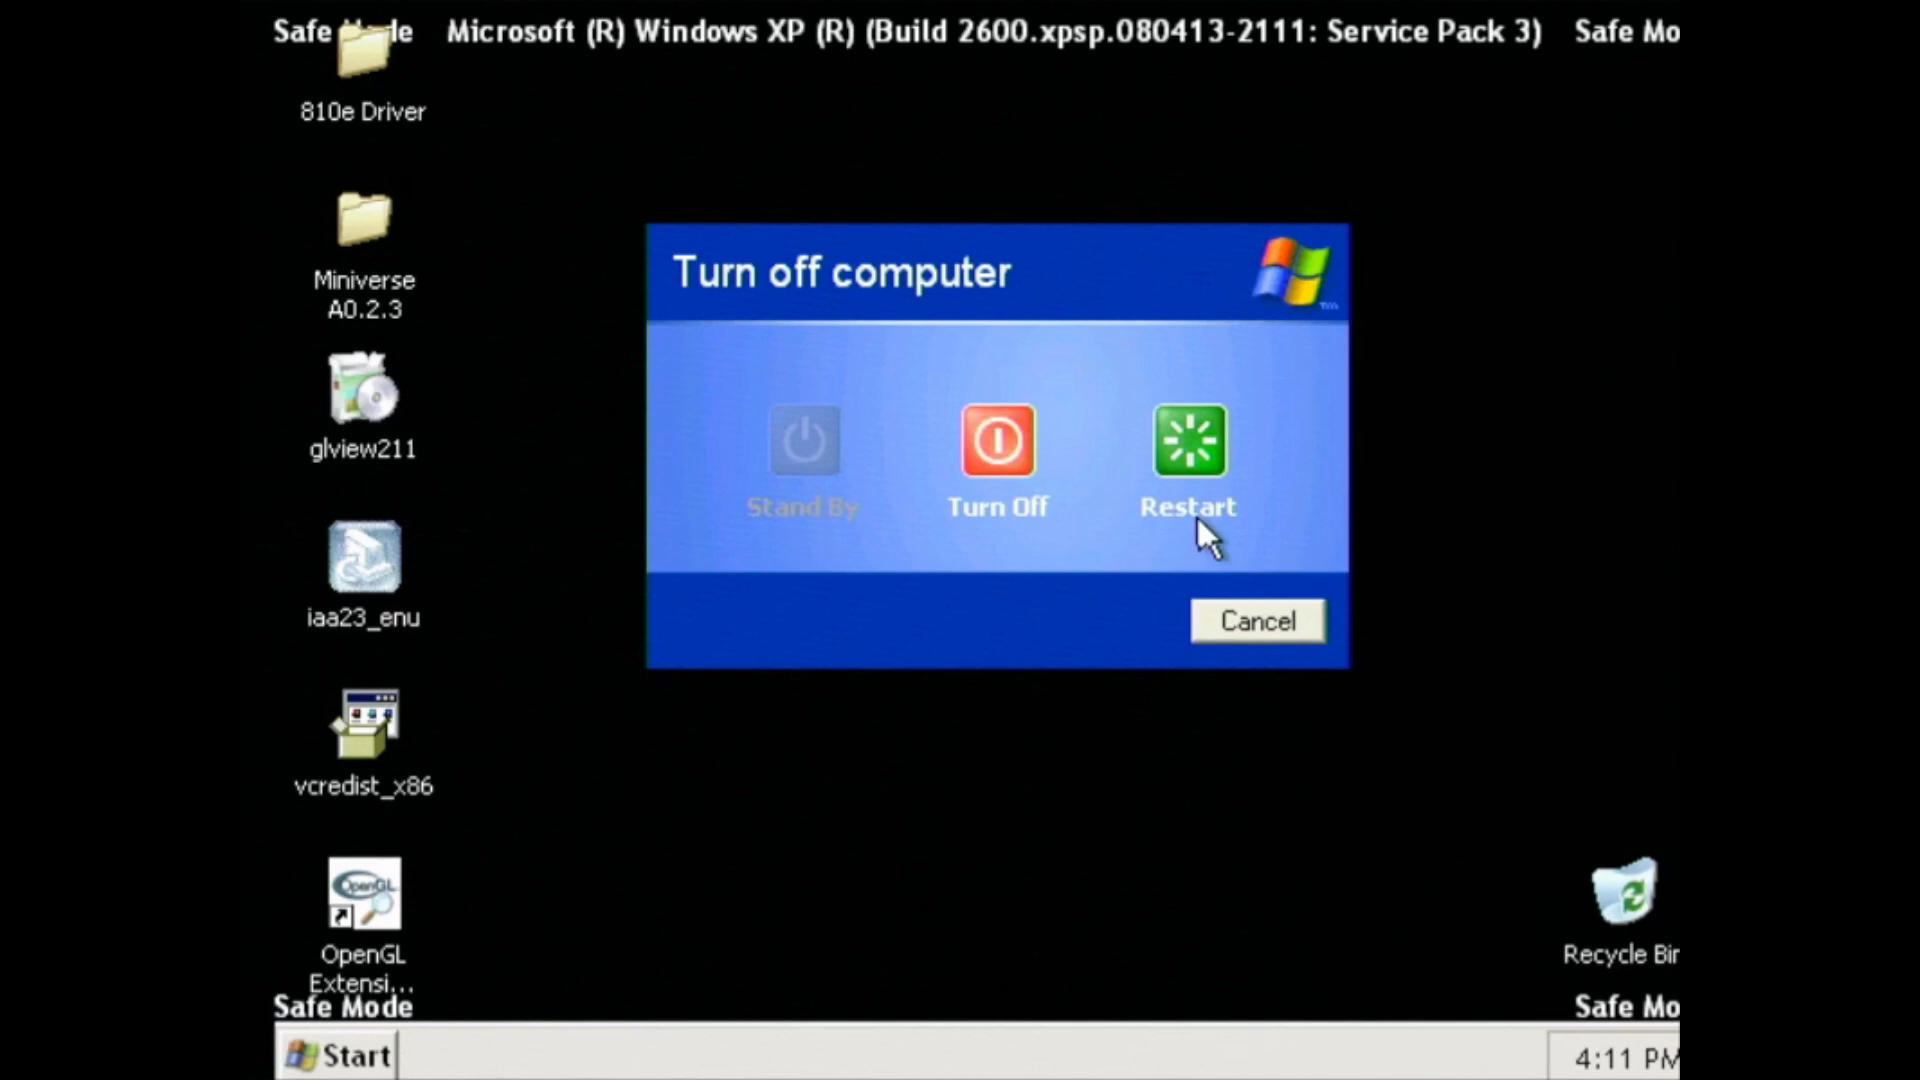 Safe Mode
Microsoft (R) Windows XP (R) (Build 2600.xpsp.080413-2111: Service Pack 3)
Safe Mo
810e Driver
Miniverse
A0.2.3
glview211
iaa23_enu
vcredist_x86
OpenGL
OpenGL
Extensi...
Turn off computer
TM
Stand By
Turn Off
Restart
Cancel
Recycle Bin
Safe Mode
Safe Mo
Start
4:11 PM